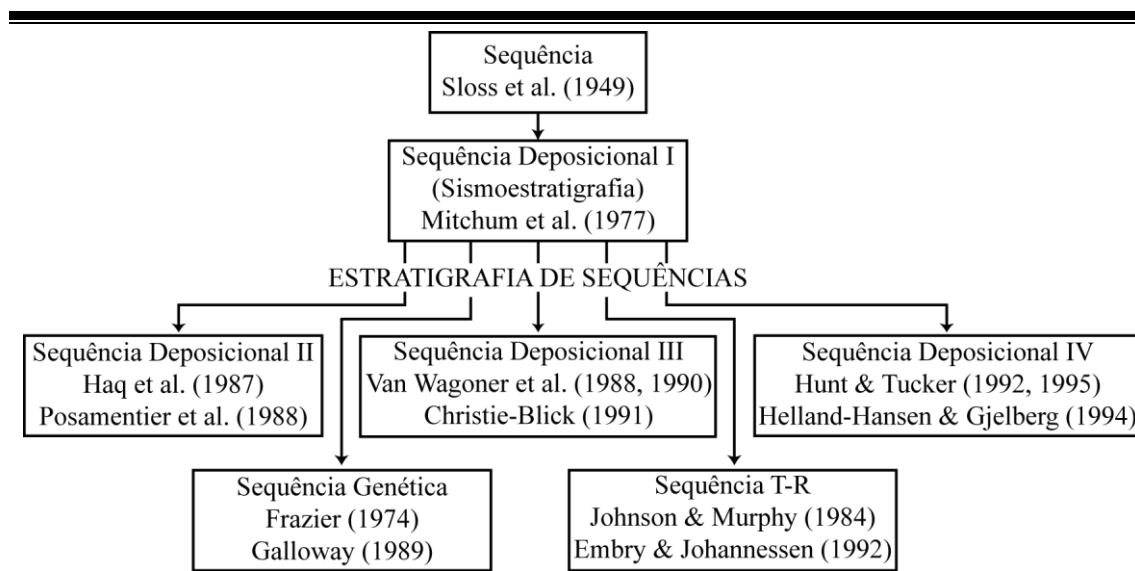 Sequência
Sloss et al. (1949)
Sequência Deposicional I
(Sismoestratigrafia)
Mitchum et al. (1977)
ESTRATIGRAFIA DE SEQUÊNCIAS
Sequência Deposicional II
Haq et al. (1987)
Posamentier et al. (1988)
Sequência Deposicional III
Van Wagoner et al. (1988, 1990)
Christie-Blick (1991)
Sequência Deposicional IV
Hunt & Tucker (1992, 1995)
Helland-Hansen & Gjelberg (1994)
Sequência Genética
Frazier (1974)
Galloway (1989)
Sequência T-R
Johnson & Murphy (1984)
Embry & Johannessen (1992)